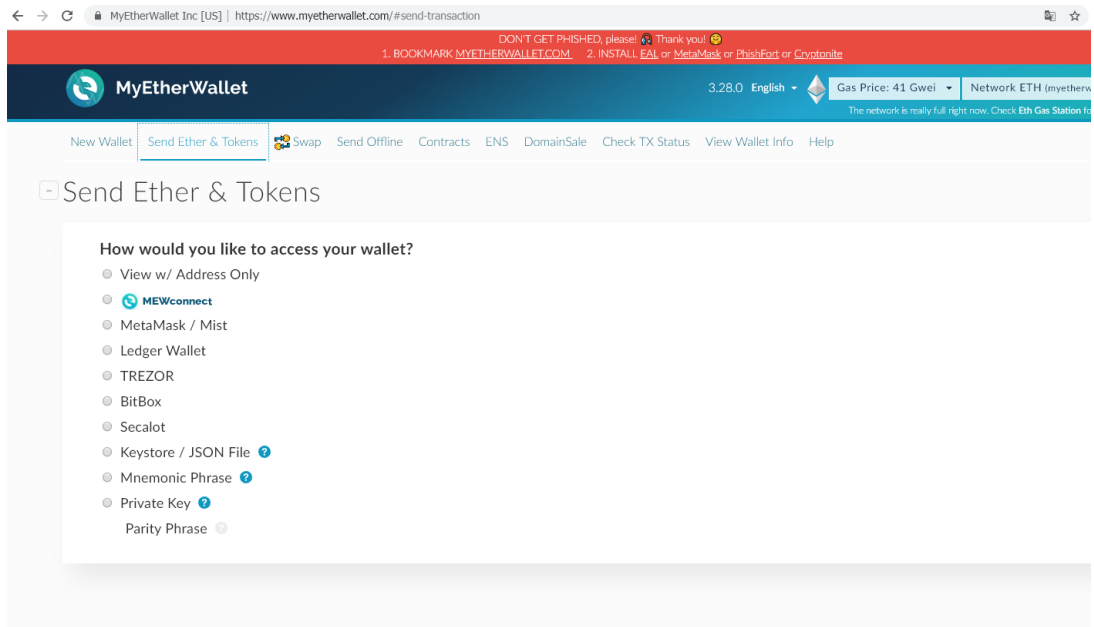 MyEtherWallet Inc [US] | https://www.myetherwallet.com/#send-transaction
DON'T GET PHISHED, please! Thank you!
1. BOOKMARK MYETHERWALLET.COM. 2. INSTALL EAL or MetaMask or PhishFort or Cryptonite
MyEtherWallet 3.28.0 English Gas Price: 41 Gwei Network ETH (myetherw
The network is really full right now. Check Eth Gas Station fo
New Wallet Send Ether & Tokens Swap Send Offline Contracts ENS DomainSale Check TX Status View Wallet Info Help
- Send Ether & Tokens
How would you like to access your wallet?
View w/ Address Only
MEWconnect
MetaMask / Mist
Ledger Wallet
TREZOR
BitBox
Secalot
Keystore / JSON File ?
Mnemonic Phrase ?
Private Key ?
Parity Phrase ?